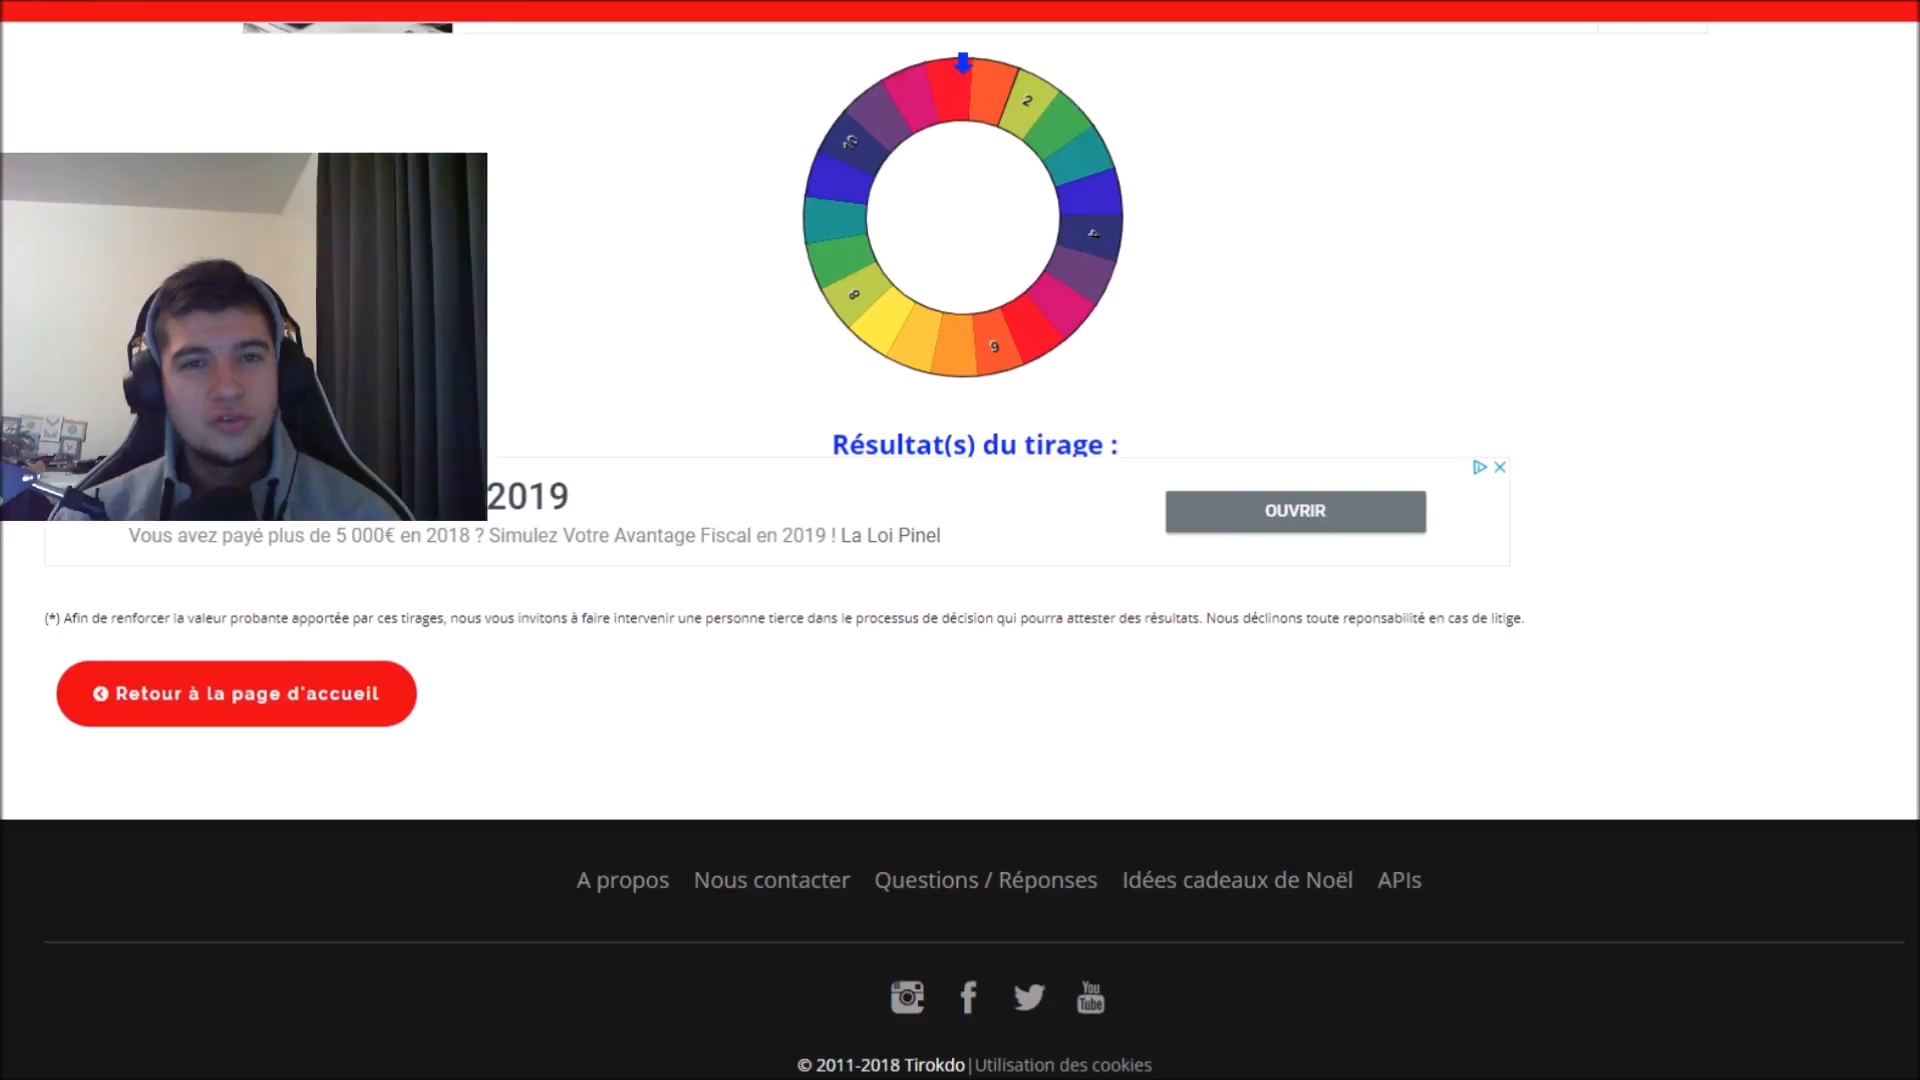 2
10
4
8
6
Résultat(s) du tirage :
2019
OUVRIR
Vous avez payé plus de 5 000€ en 2018 ? Simulez Votre Avantage Fiscal en 2019 ! La Loi Pinel
(*) Afin de renforcer la valeur probante apportée par ces tirages, nous vous invitons à faire intervenir une personne tierce dans le processus de décision qui pourra attester des résultats. Nous déclinons toute reponsabilité en cas de litige.
Retour à la page d'accueil
A propos Nous contacter Questions / Réponses Idées cadeaux de Noël APIs
You
Tube
© 2011-2018 Tirokdo|Utilisation des cookies